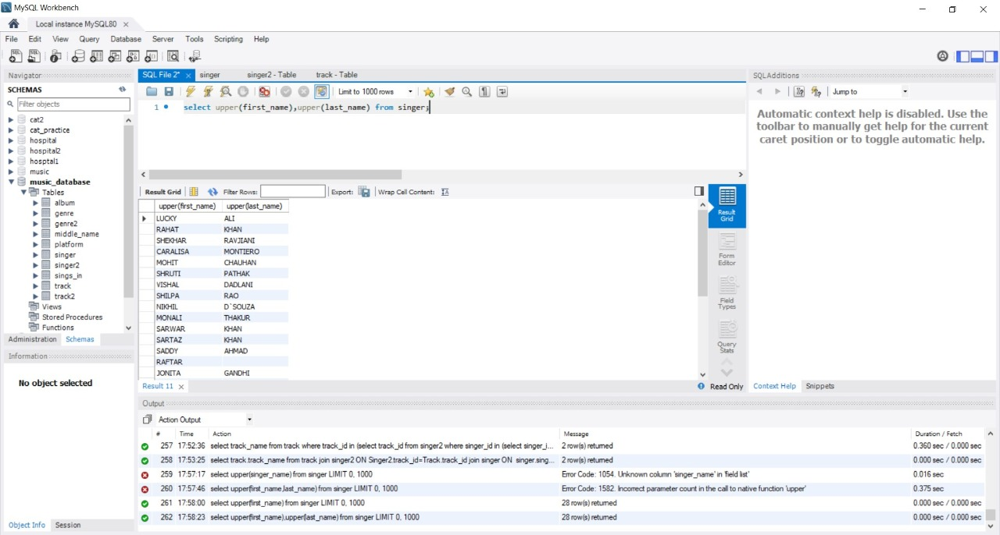 MySQL Workbench
Local instance MySQL80
File Edit View Query Database Server Tools Scripting Help
Navigator
SCHEMAS
Filter objects
cat2
cat_practice
hospital
hospital2
hosptal1
music
music_database
Tables
album
genre
genre2
middle_name
platform
singer
singer2
sings_in
track
track2
Views
Stored Procedures
Functions
Administration Schemas
Information
No object selected
Object Info Session
SQL File 2* singer singer2 - Table track - Table
Limit to 1000 rows
1 select upper(first_name),upper(last_name) from singer;
Result Grid Filter Rows: Export: Wrap Cell Content:
upper(first_name) upper(last_name)
LUCKY ALI
RAHAT KHAN
SHEKHAR RAVJIANI
CARALISA MONTIERO
MOHIT CHAUHAN
SHRUTI PATHAK
VISHAL DADLANI
SHILPA RAO
NIKHIL D`SOUZA
MONALI THAKUR
SARWAR KHAN
SARTAZ KHAN
SADDY AHMAD
RAFTAR
JONITA GANDHI
Result Grid
Form Editor
Field Types
Query Stats
Result 11 Read Only
SQLAdditions
Jump to
Automatic context help is disabled. Use the
toolbar to manually get help for the current
caret position or to toggle automatic help.
Context Help Snippets
Output
Action Output
# Time Action Message Duration / Fetch
257 17:52:36 select track_name from track where track_id in (select track_id from singer2 where singer_id in (select singer_i... 2 row(s) returned 0.360 sec / 0.000 sec
258 17:53:25 select track.track_name from track join singer2 ON Singer2.track_id=Track.track_id join singer ON singer.sing... 2 row(s) returned 0.000 sec / 0.000 sec
259 17:57:17 select upper(singer_name) from singer LIMIT 0, 1000 Error Code: 1054. Unknown column 'singer_name' in 'field list' 0.016 sec
260 17:57:46 select upper(first_name,last_name) from singer LIMIT 0, 1000 Error Code: 1582. Incorrect parameter count in the call to native function 'upper' 0.375 sec
261 17:58:00 select upper(first_name) from singer LIMIT 0, 1000 28 row(s) returned 0.000 sec / 0.000 sec
262 17:58:23 select upper(first_name),upper(last_name) from singer LIMIT 0, 1000 28 row(s) returned 0.000 sec / 0.000 sec